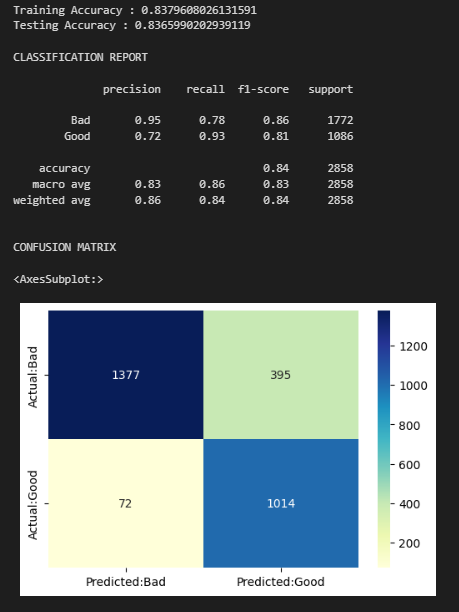 Training Accuracy : 0.8379608026131591
Testing Accuracy : 0.8365990202939119
CLASSIFICATION REPORT
precision recall f1-score support
Bad 0.95 0.78 0.86 1772
Good 0.72 0.93 0.81 1086
accuracy 0.84 2858
macro avg 0.83 0.86 0.83 2858
weighted avg 0.86 0.84 0.84 2858
CONFUSION MATRIX
<AxesSubplot:>
Actual:Bad
1377 395
Actual:Good
72 1014
Predicted:Bad Predicted:Good
1200
1000
800
600
400
200